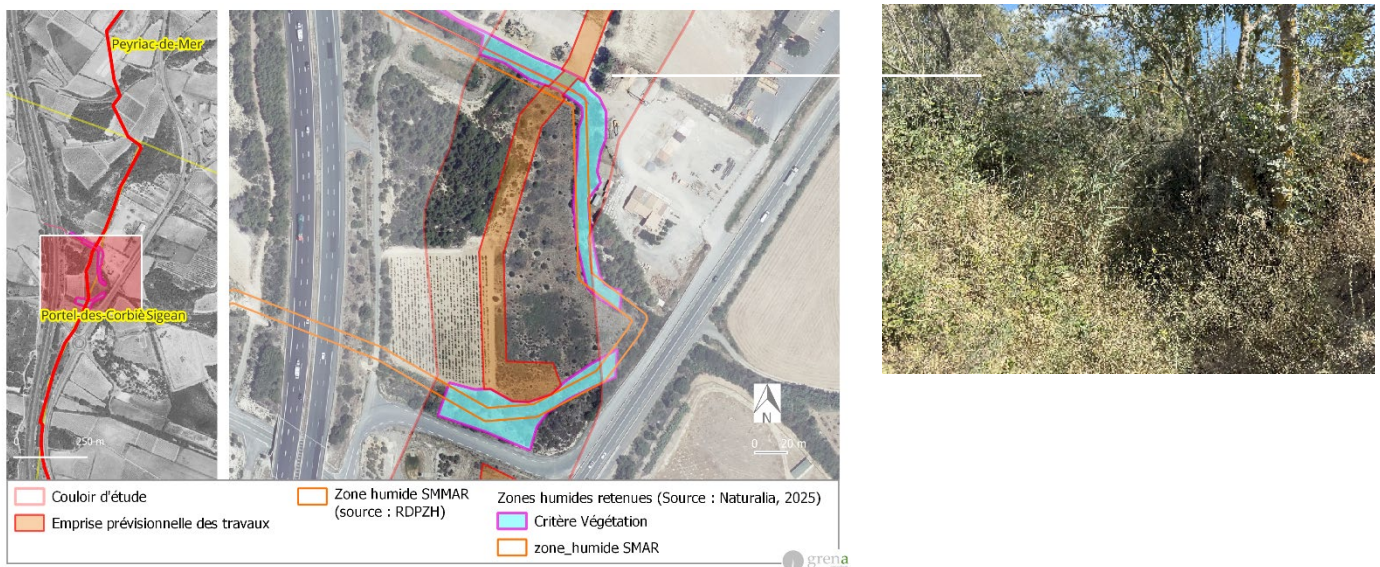 Peyriac-de-Mer
Portel-des-Corbiè Sigean
0 250 m
N
0 20 m
Couloir d'étude
Emprise prévisionnelle des travaux
Zone humide SMMAR
(source : RDPZH)
Zones humides retenues (Source : Naturalia, 2025)
Critère Végétation
zone_humide SMAR
grena